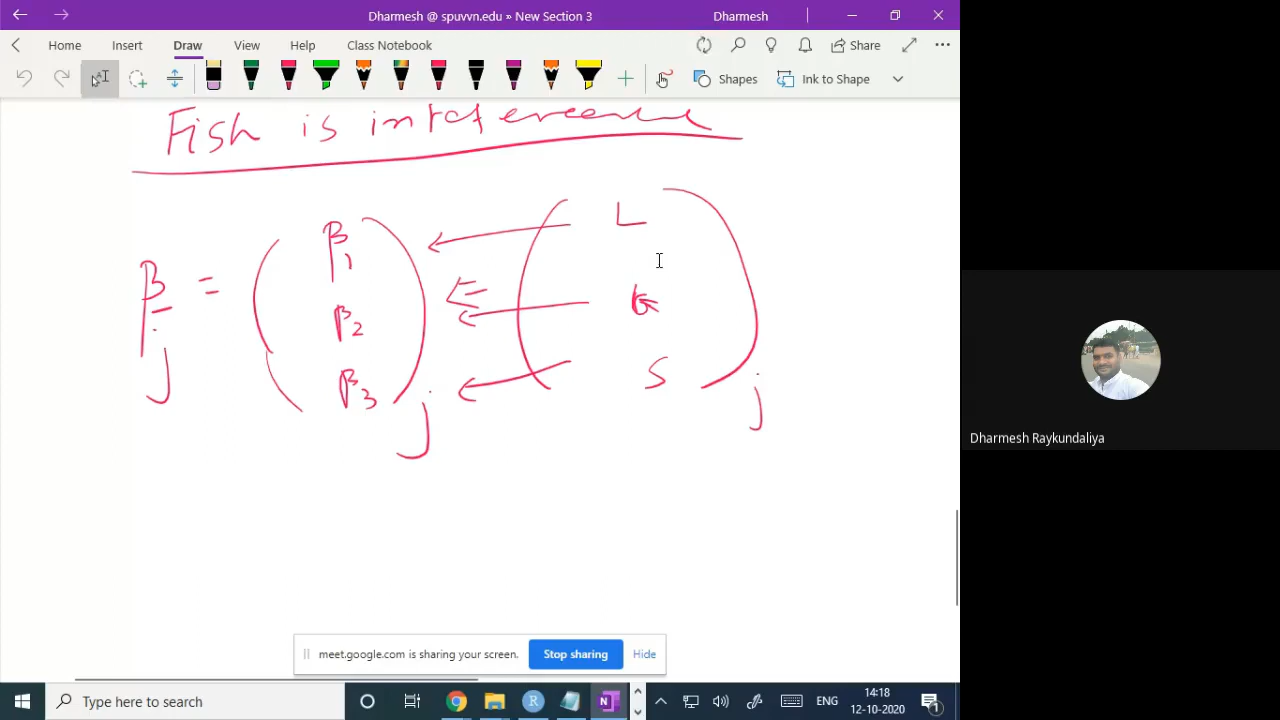 Dharmesh @ spuvvn.edu » New Section 3
Dharmesh
Home Insert Draw View Help Class Notebook
Share
Shapes Ink to Shape
Fish is
β j = ( β1 β2 β3 ) j ⇐ ( L t S ) j
Dharmesh Raykundaliya
meet.google.com is sharing your screen. Stop sharing Hide
Type here to search
ENG
14:18
12-10-2020
1